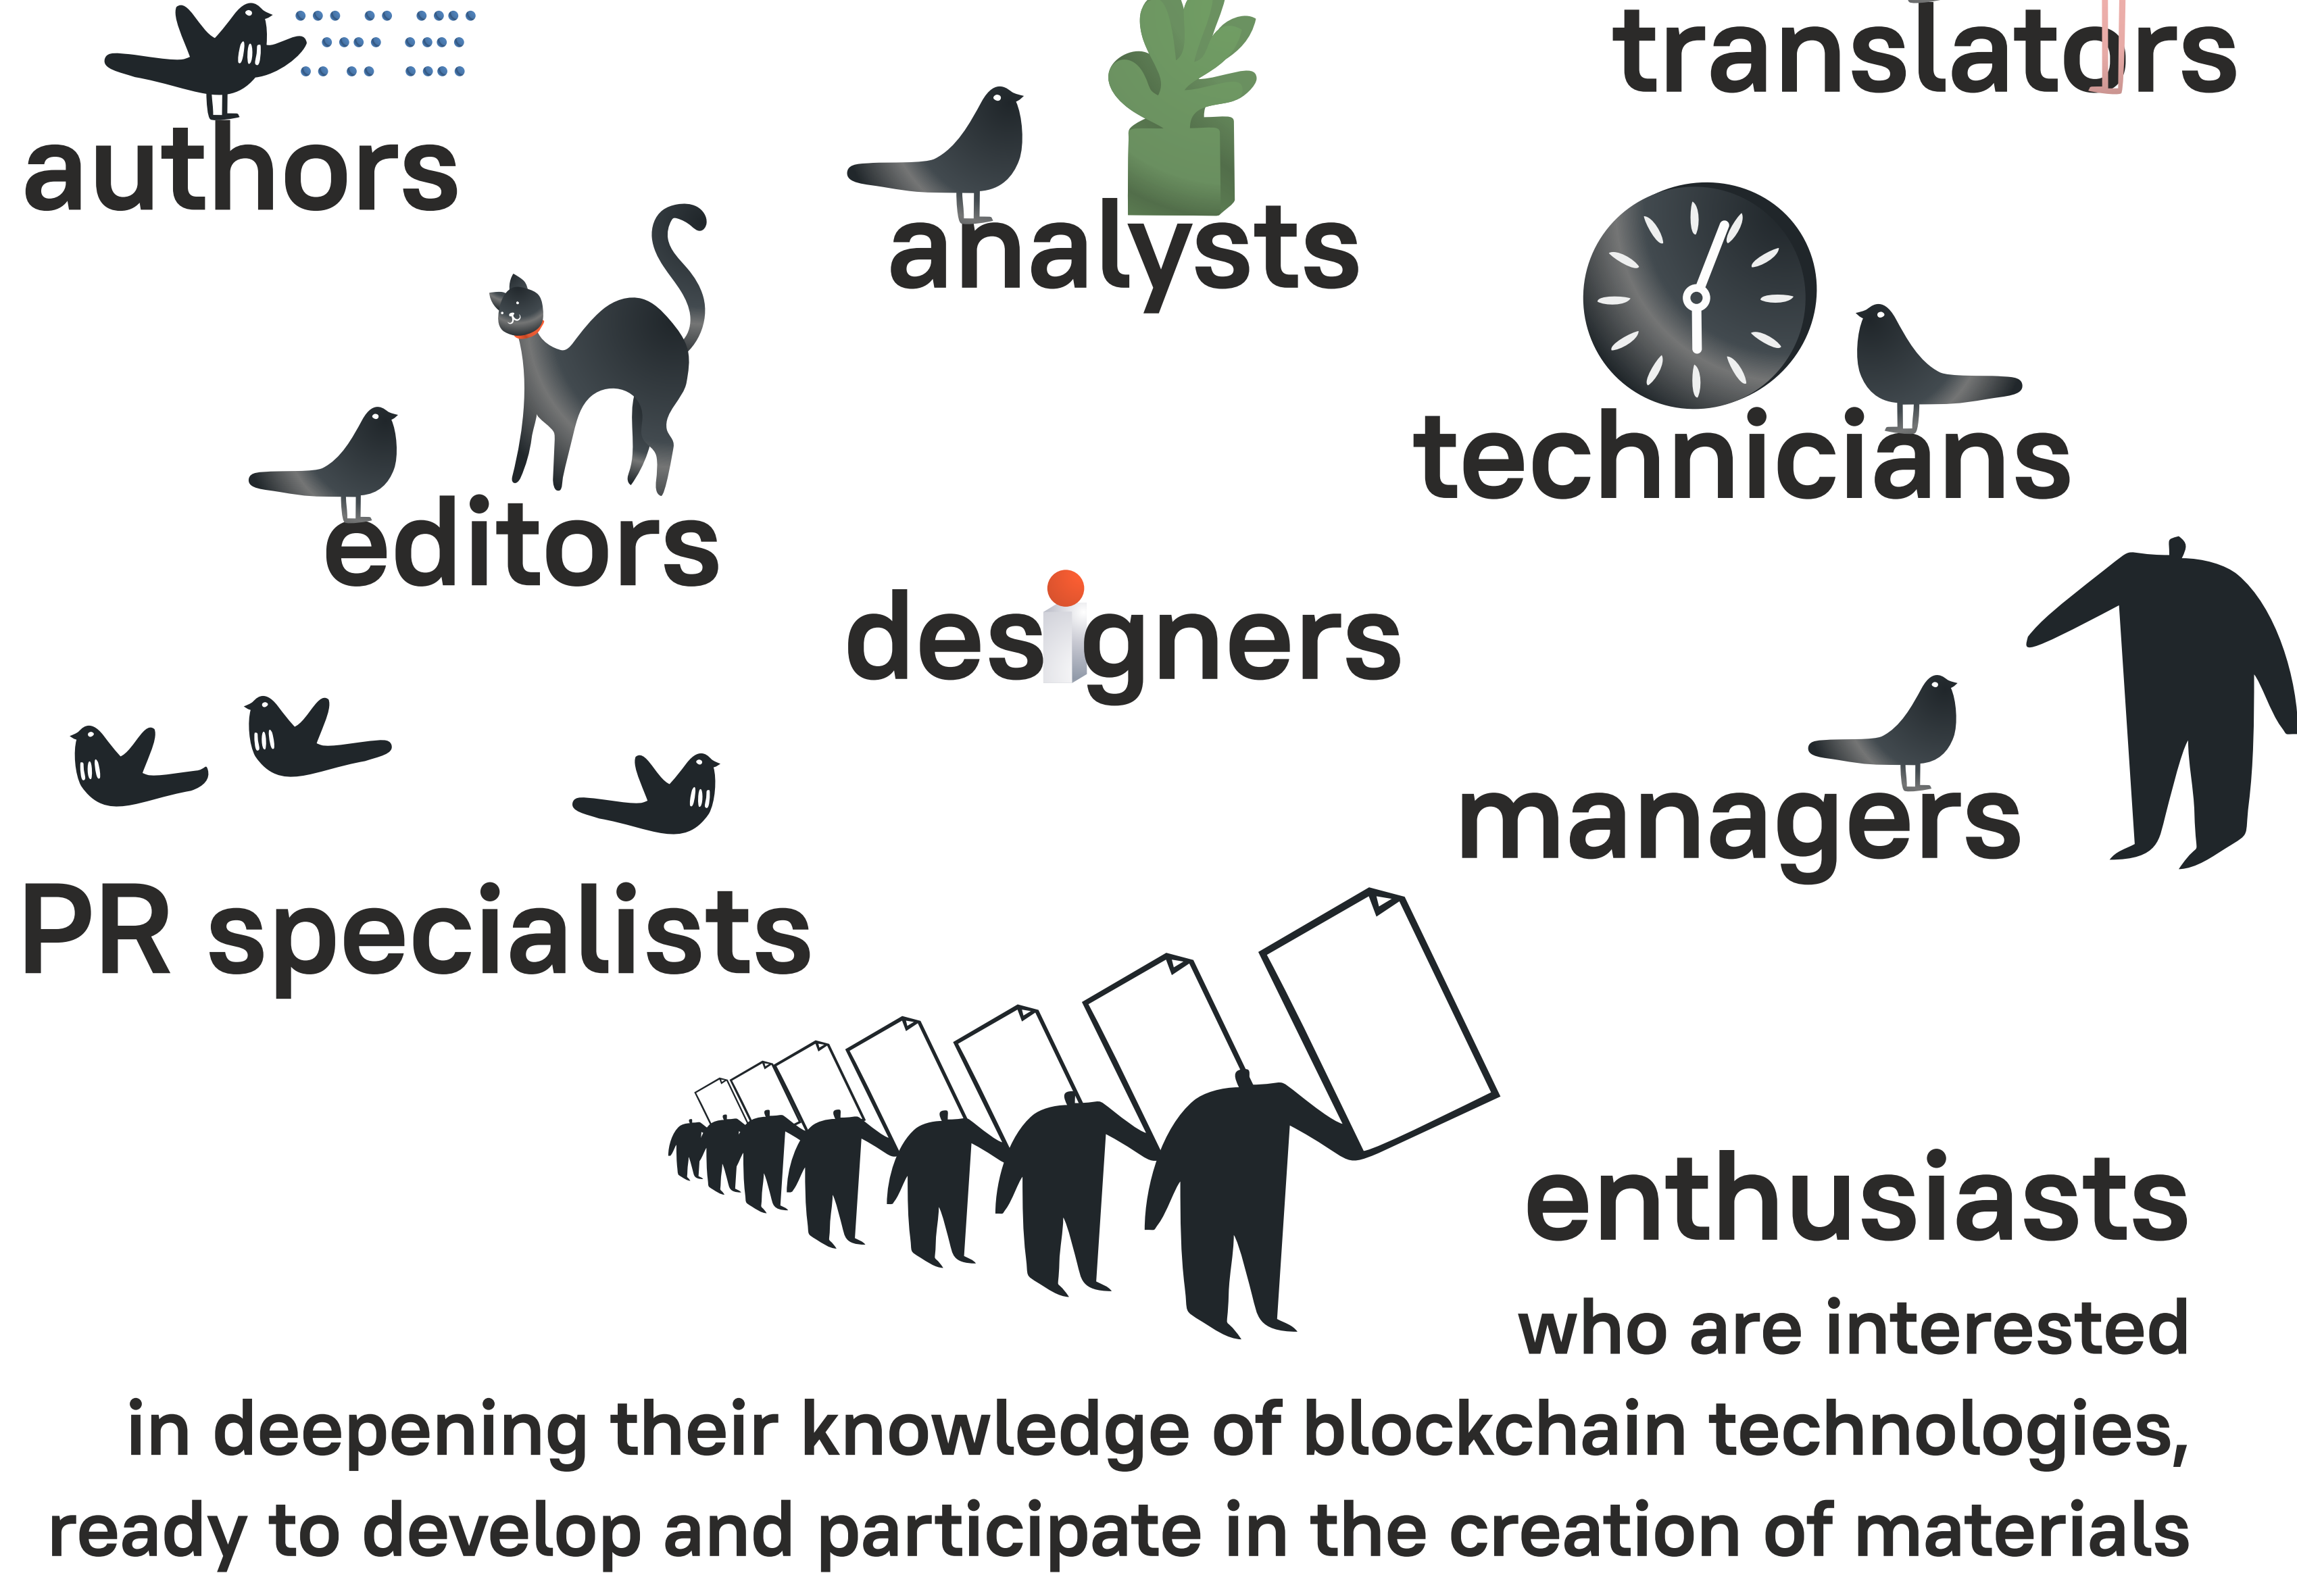 translators
authors
analysts
technicians
editors
designers
managers
PR specialists
enthusiasts
who are interested
in deepening their knowledge of blockchain technologies,
ready to develop and participate in the creation of materials